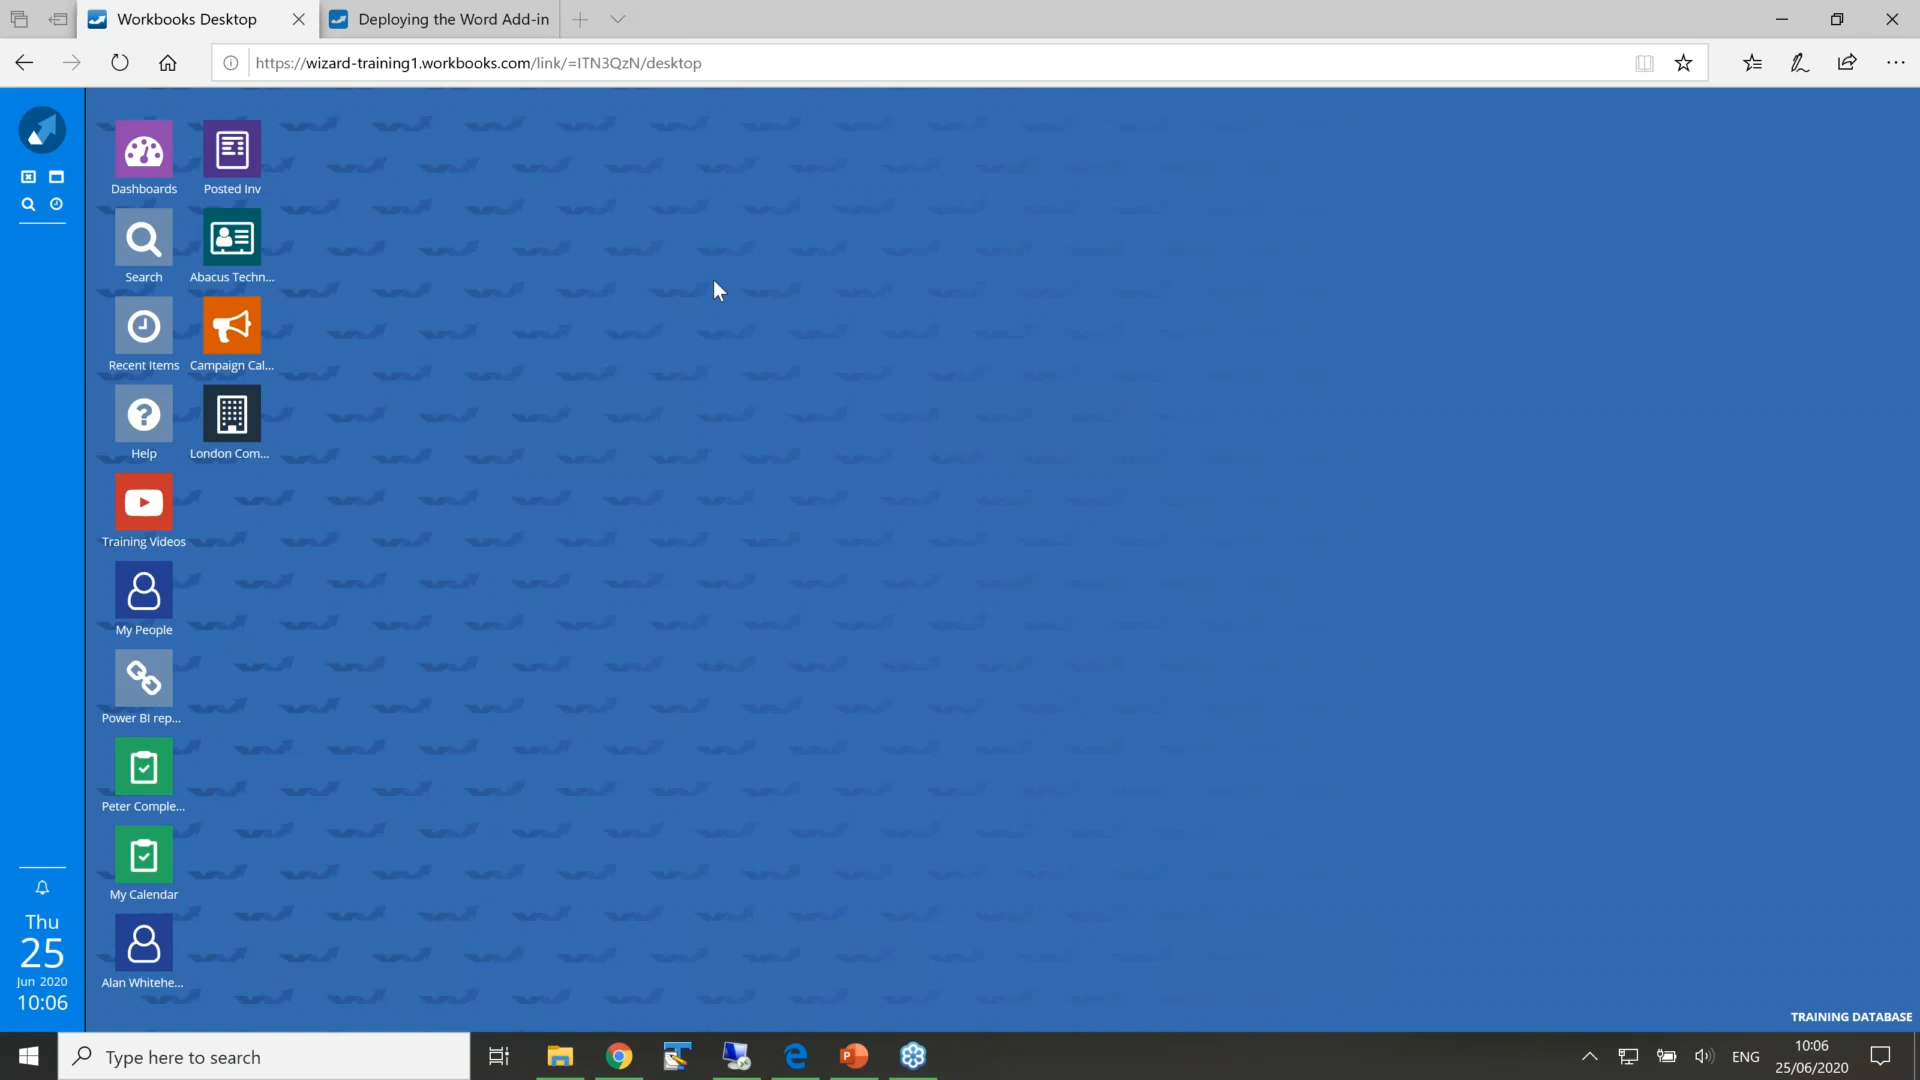 Workbooks Desktop
Deploying the Word Add-in
https://wizard-training1.workbooks.com/link/=ITN3QzN/desktop
Dashboards
Posted Inv
Search
Abacus Techn...
Recent Items
Campaign Cal...
Help
London Com...
Training Videos
My People
Power BI rep...
Peter Comple...
My Calendar
Alan Whitehe...
Thu
25
Jun 2020
10:06
TRAINING DATABASE
Type here to search
ENG
10:06
25/06/2020